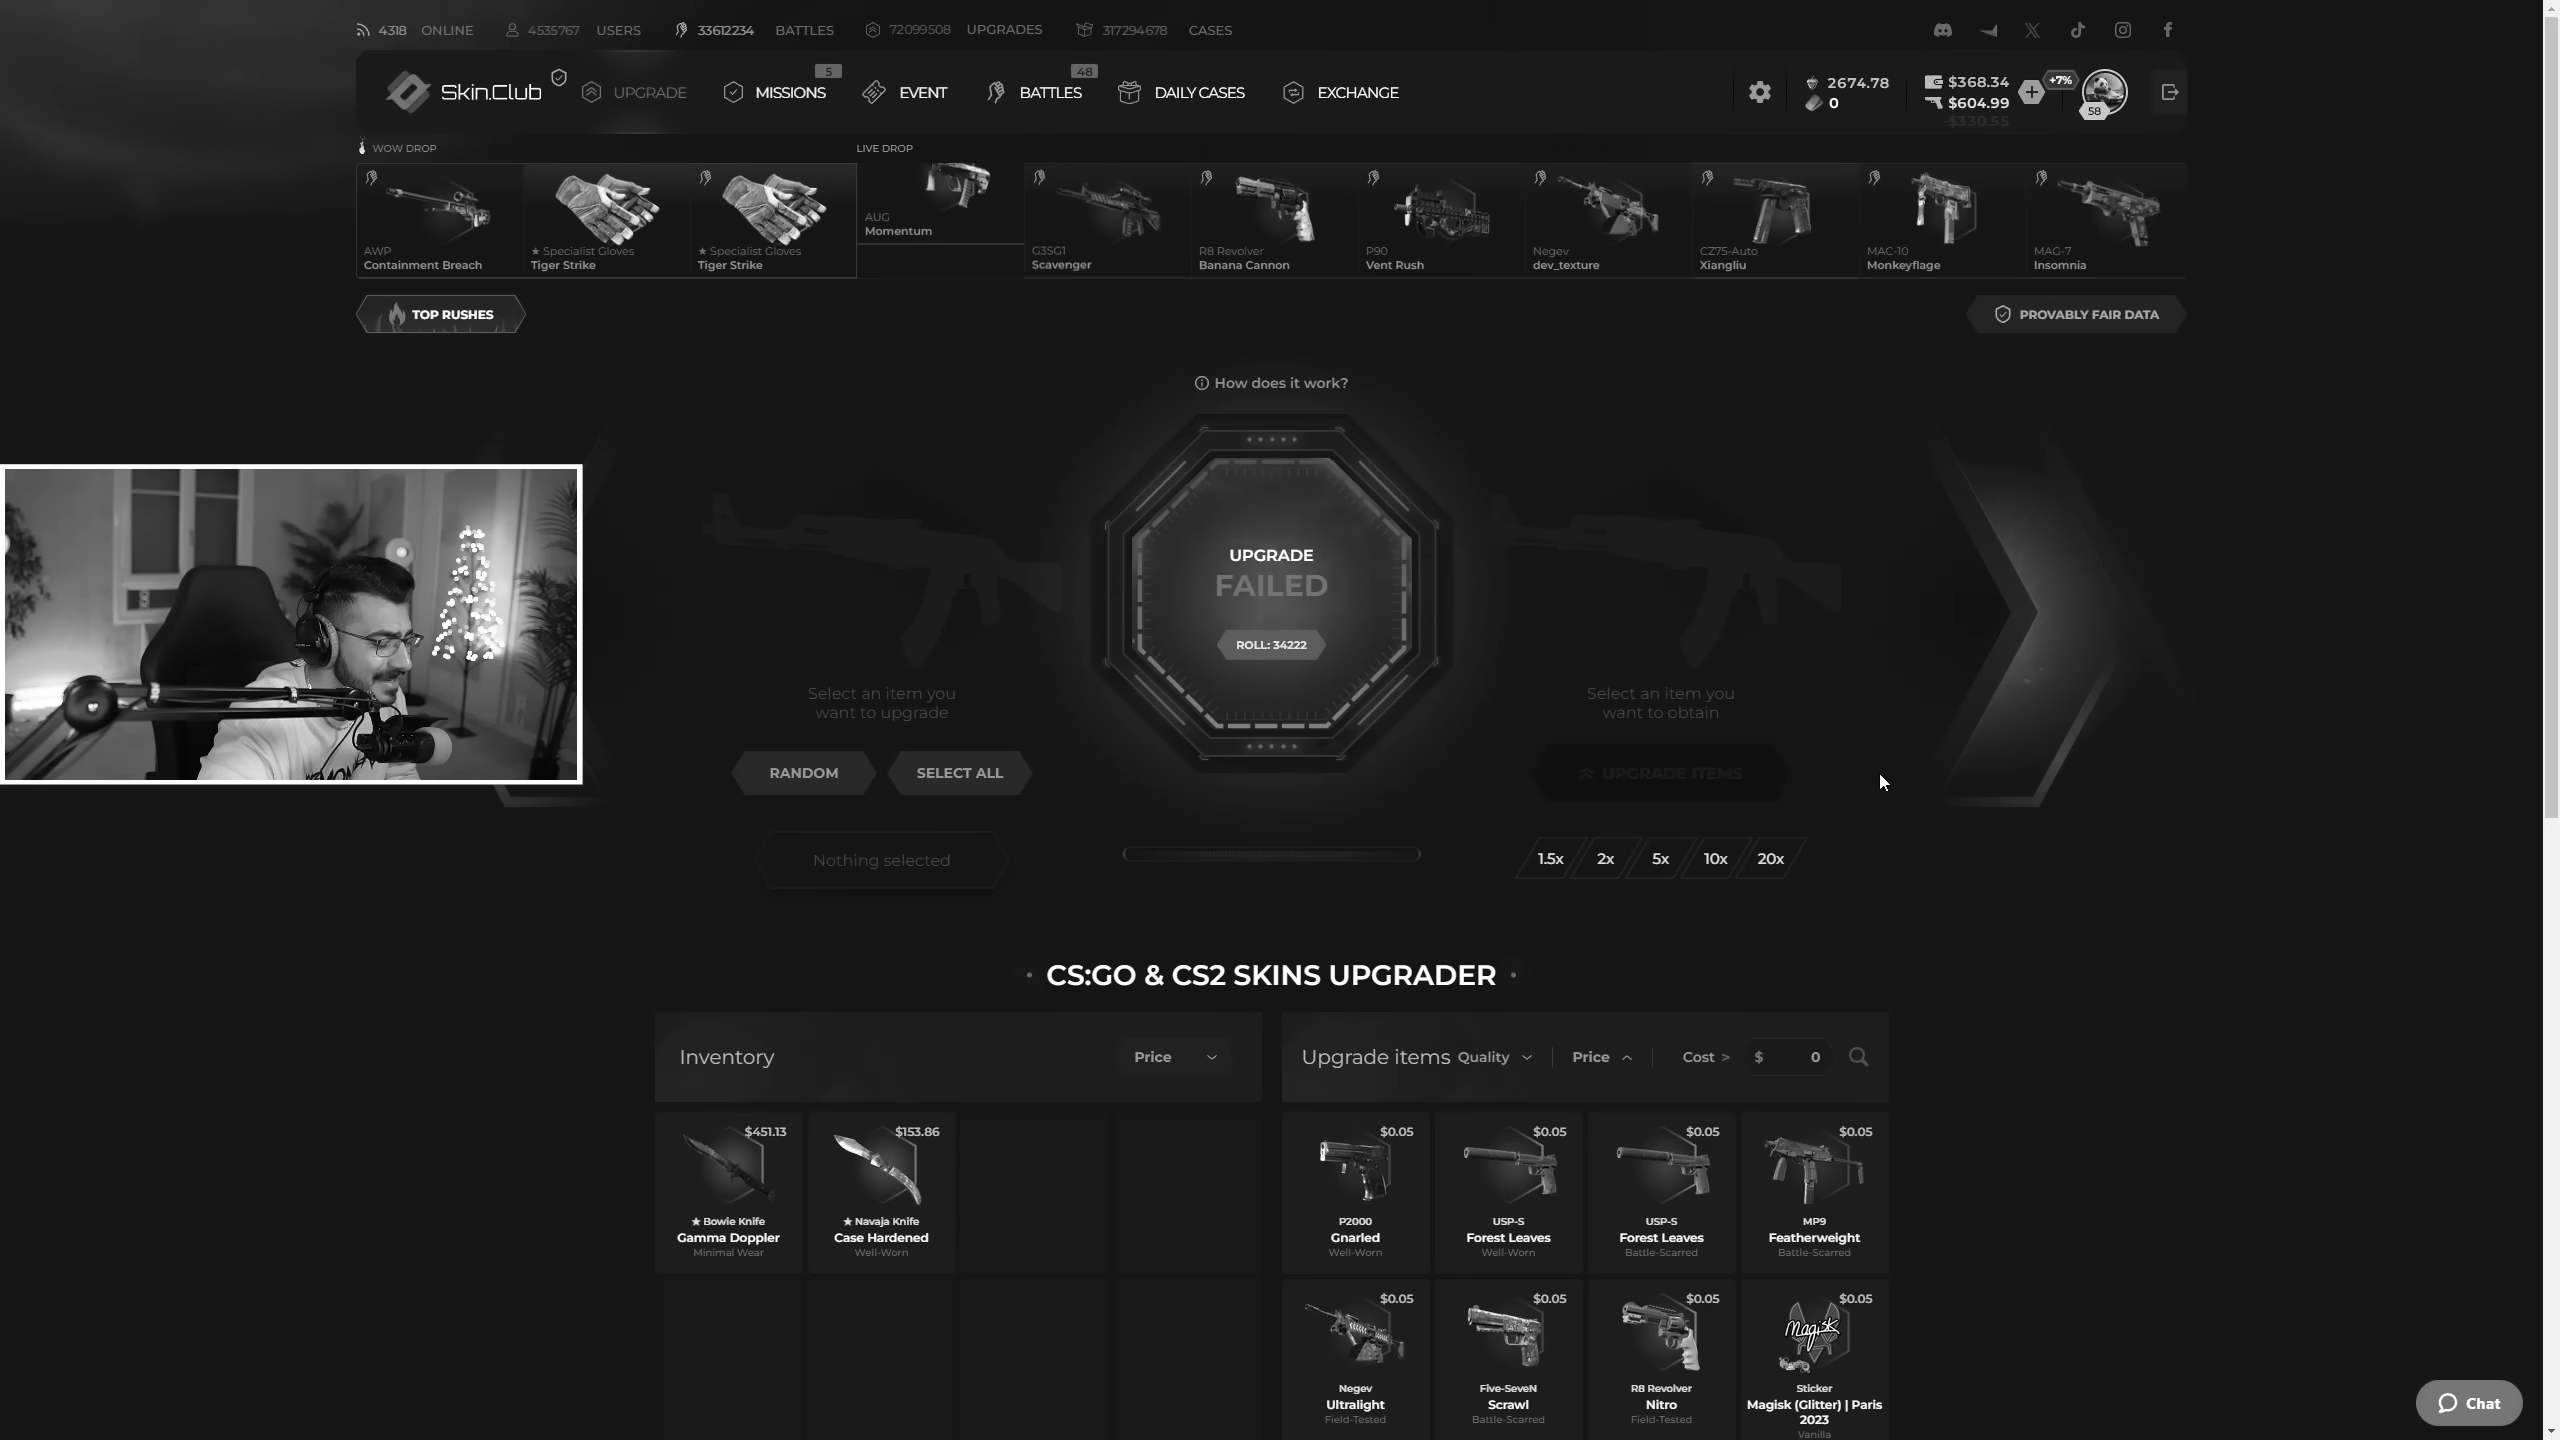 4318 ONLINE 4535767 USERS 33612234 BATTLES 72099508 UPGRADES 317294678 CASES
Skin.Club
UPGRADE
MISSIONS
5
EVENT
BATTLES
48
DAILY CASES
EXCHANGE
2674.78
0
$368.34
$604.99
-$330.55
+7%
58
WOW DROP
LIVE DROP
AWP
Containment Breach
★ Specialist Gloves
Tiger Strike
★ Specialist Gloves
Tiger Strike
AUG
Momentum
G3SG1
Scavenger
R8 Revolver
Banana Cannon
P90
Vent Rush
Negev
dev_texture
CZ75-Auto
Xiangliu
MAC-10
Monkeyflage
MAG-7
Insomnia
TOP RUSHES
PROVABLY FAIR DATA
How does it work?
UPGRADE
FAILED
ROLL: 34222
Select an item you
want to upgrade
RANDOM
SELECT ALL
Nothing selected
Select an item you
want to obtain
UPGRADE ITEMS
1.5x 2x 5x 10x 20x
• CS:GO & CS2 SKINS UPGRADER •
Inventory
Price
Upgrade items Quality Price Cost > $ 0
$451.13
★ Bowie Knife
Gamma Doppler
Minimal Wear
$153.86
★ Navaja Knife
Case Hardened
Well-Worn
$0.05
P2000
Gnarled
Well-Worn
$0.05
USP-S
Forest Leaves
Well-Worn
$0.05
USP-S
Forest Leaves
Battle-Scarred
$0.05
MP9
Featherweight
Battle-Scarred
$0.05
Negev
Ultralight
Field-Tested
$0.05
Five-SeveN
Scrawl
Battle-Scarred
$0.05
R8 Revolver
Nitro
Field-Tested
$0.05
Magisk
Sticker
Magisk (Glitter) | Paris
2023
Vanilla
Chat